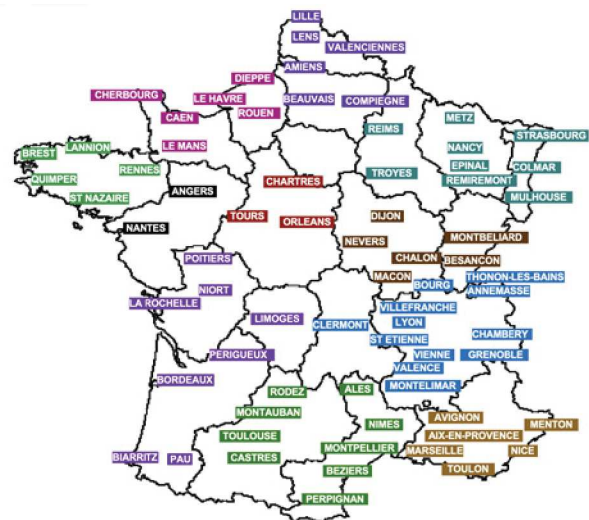 LILLE
LENS
VALENCIENNES
AMIENS
DIEPPE
CHERBOURG
LE HAVRE
BEAUVAIS
COMPIEGNE
CAEN
ROUEN
REIMS
METZ
STRASBOURG
LE MANS
LANNION
BREST
NANCY
RENNES
EPINAL
COLMAR
TROYES
QUIMPER
CHARTRES
REMIREMONT
ANGERS
ST NAZAIRE
MULHOUSE
TOURS
ORLEANS
DIJON
NANTES
NEVERS
MONTBELIARD
POITIERS
CHALON
BESANCON
MACON
THONON-LES-BAINS
BOURG
NIORT
ANNEMASSE
LA ROCHELLE
VILLEFRANCHE
LIMOGES
CLERMONT
LYON
CHAMBERY
ST ETIENNE
PERIGUEUX
VIENNE
GRENOBLE
VALENCE
BORDEAUX
MONTELIMAR
RODEZ
ALES
MONTAUBAN
AVIGNON
NIMES
MENTON
TOULOUSE
AIX-EN-PROVENCE
MONTPELLIER
MARSEILLE
NICE
BIARRITZ
PAU
CASTRES
BEZIERS
TOULON
PERPIGNAN